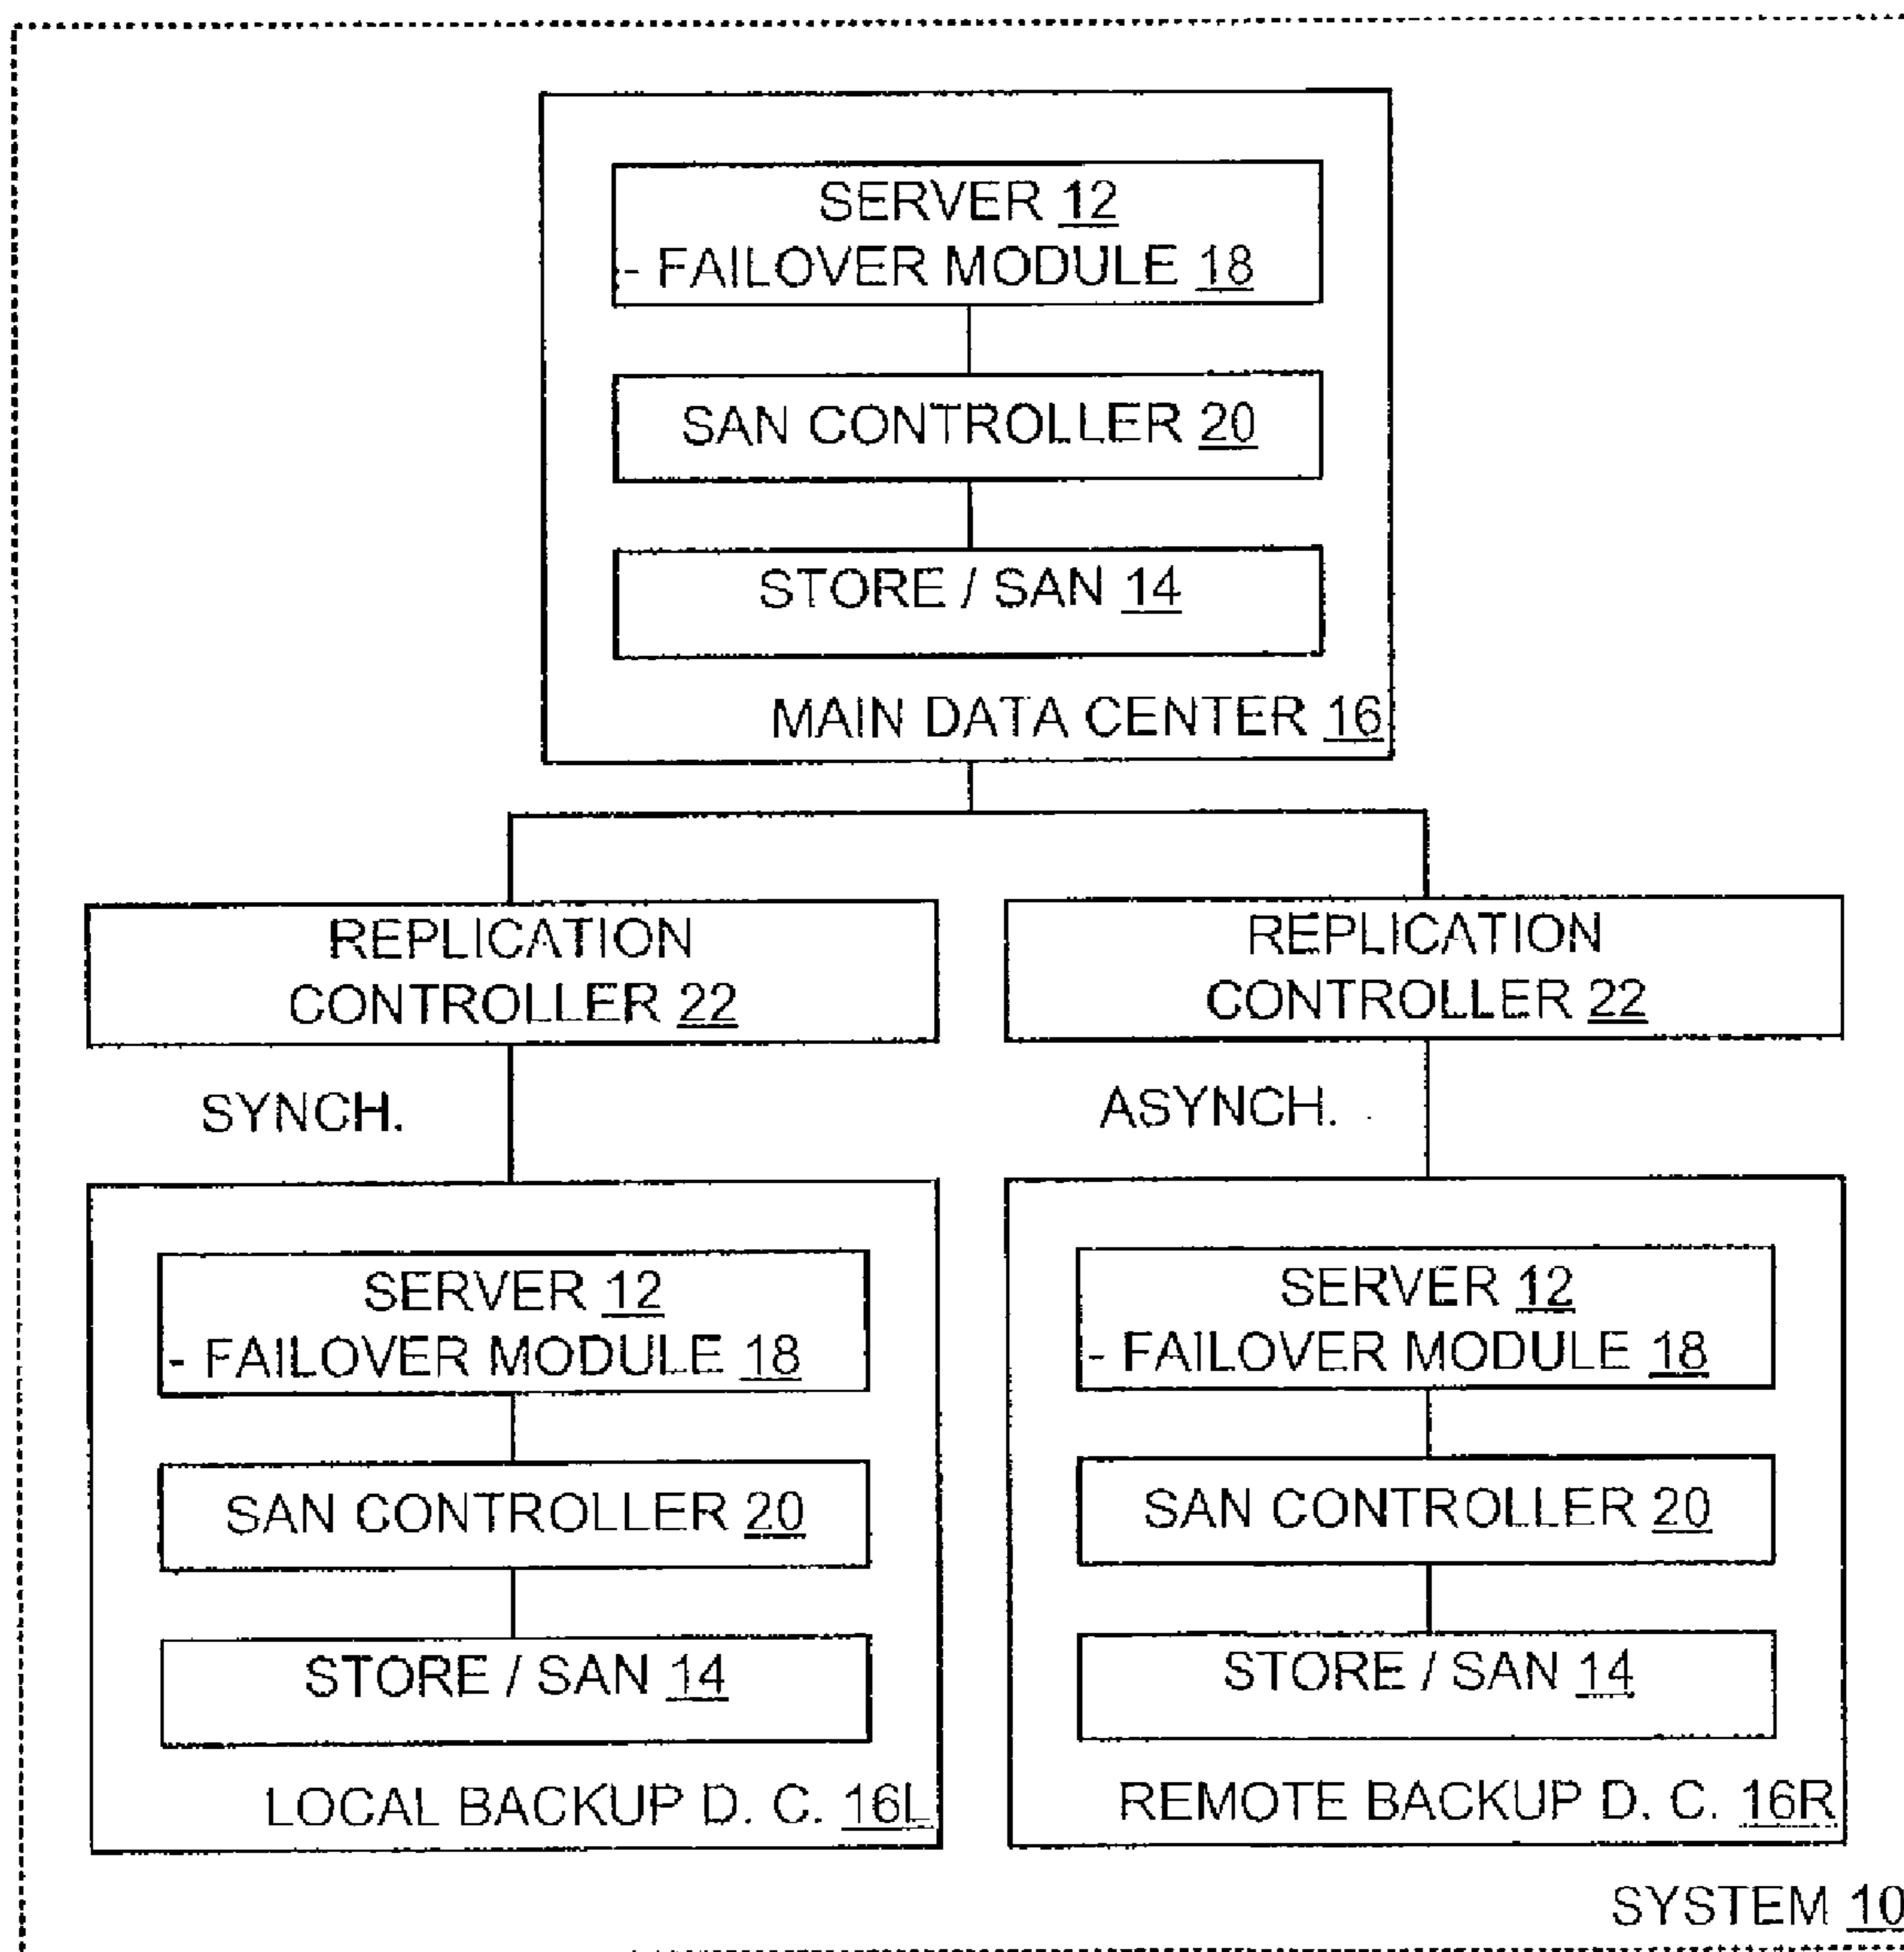 SERVER 12
- FAILOVER MODULE 18
SAN CONTROLLER 20
STORE / SAN 14
MAIN DATA CENTER 16
REPLICATION
CONTROLLER 22
REPLICATION
CONTROLLER 22
SYNCH.
ASYNCH.
SERVER 12
- FAILOVER MODULE 18
SAN CONTROLLER 20
STORE / SAN 14
LOCAL BACKUP D. C. 16L
SERVER 12
- FAILOVER MODULE 18
SAN CONTROLLER 20
STORE / SAN 14
REMOTE BACKUP D. C. 16R
SYSTEM 10